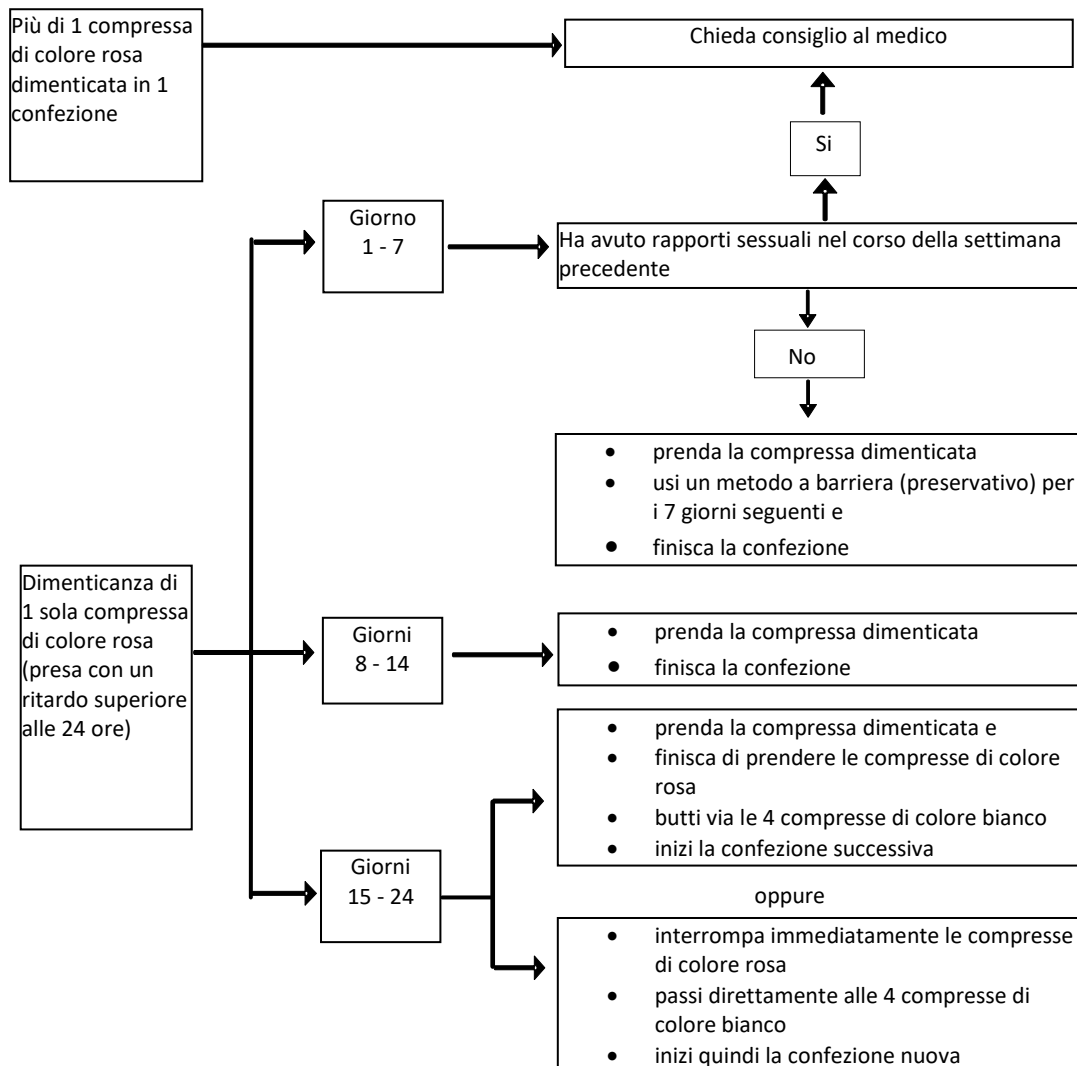 Più di 1 compressa
di colore rosa
dimenticata in 1
confezione
Chieda consiglio al medico
Si
Giorno
1 - 7
Ha avuto rapporti sessuali nel corso della settimana
precedente
No
• prenda la compressa dimenticata
• usi un metodo a barriera (preservativo) per
i 7 giorni seguenti e
• finisca la confezione
Dimenticanza di
1 sola compressa
di colore rosa
(presa con un
ritardo superiore
alle 24 ore)
Giorni
8 - 14
• prenda la compressa dimenticata
• finisca la confezione
Giorni
15 - 24
• prenda la compressa dimenticata e
• finisca di prendere le compresse di colore
rosa
• butti via le 4 compresse di colore bianco
• inizi la confezione successiva
oppure
• interrompa immediatamente le compresse
di colore rosa
• passi direttamente alle 4 compresse di
colore bianco
• inizi quindi la confezione nuova